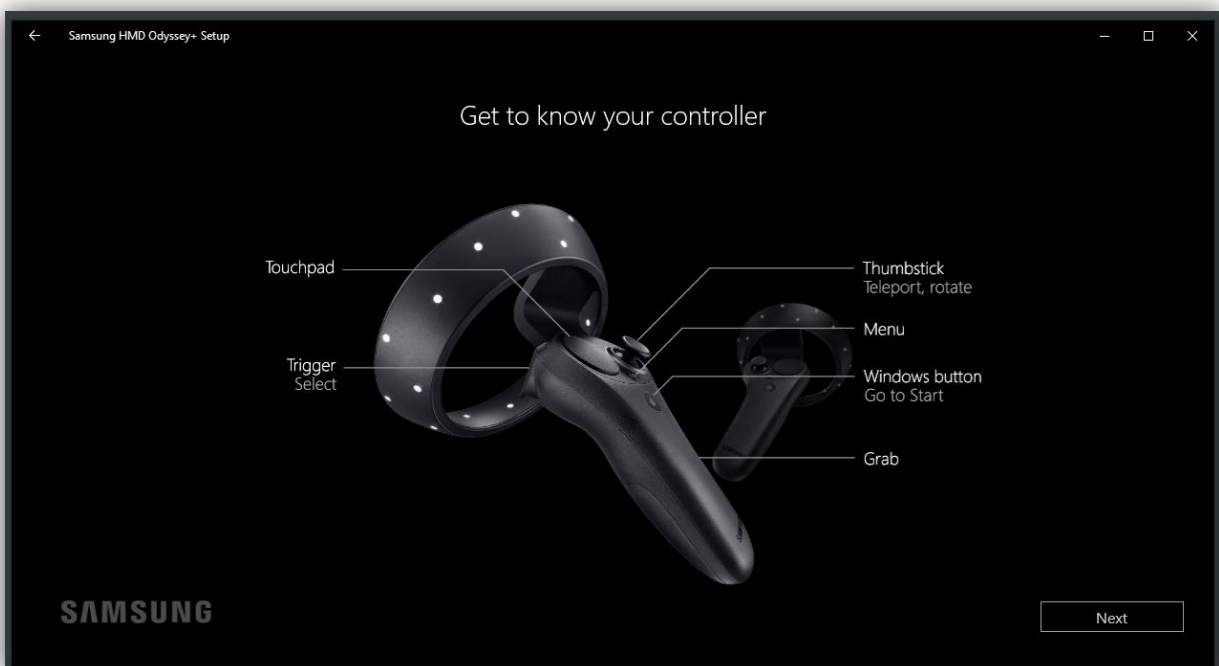 Samsung HMD Odyssey+ Setup
Get to know your controller
Touchpad
Trigger
Select
Thumbstick
Teleport, rotate
Menu
Windows button
Go to Start
Grab
SAMSUNG
Next